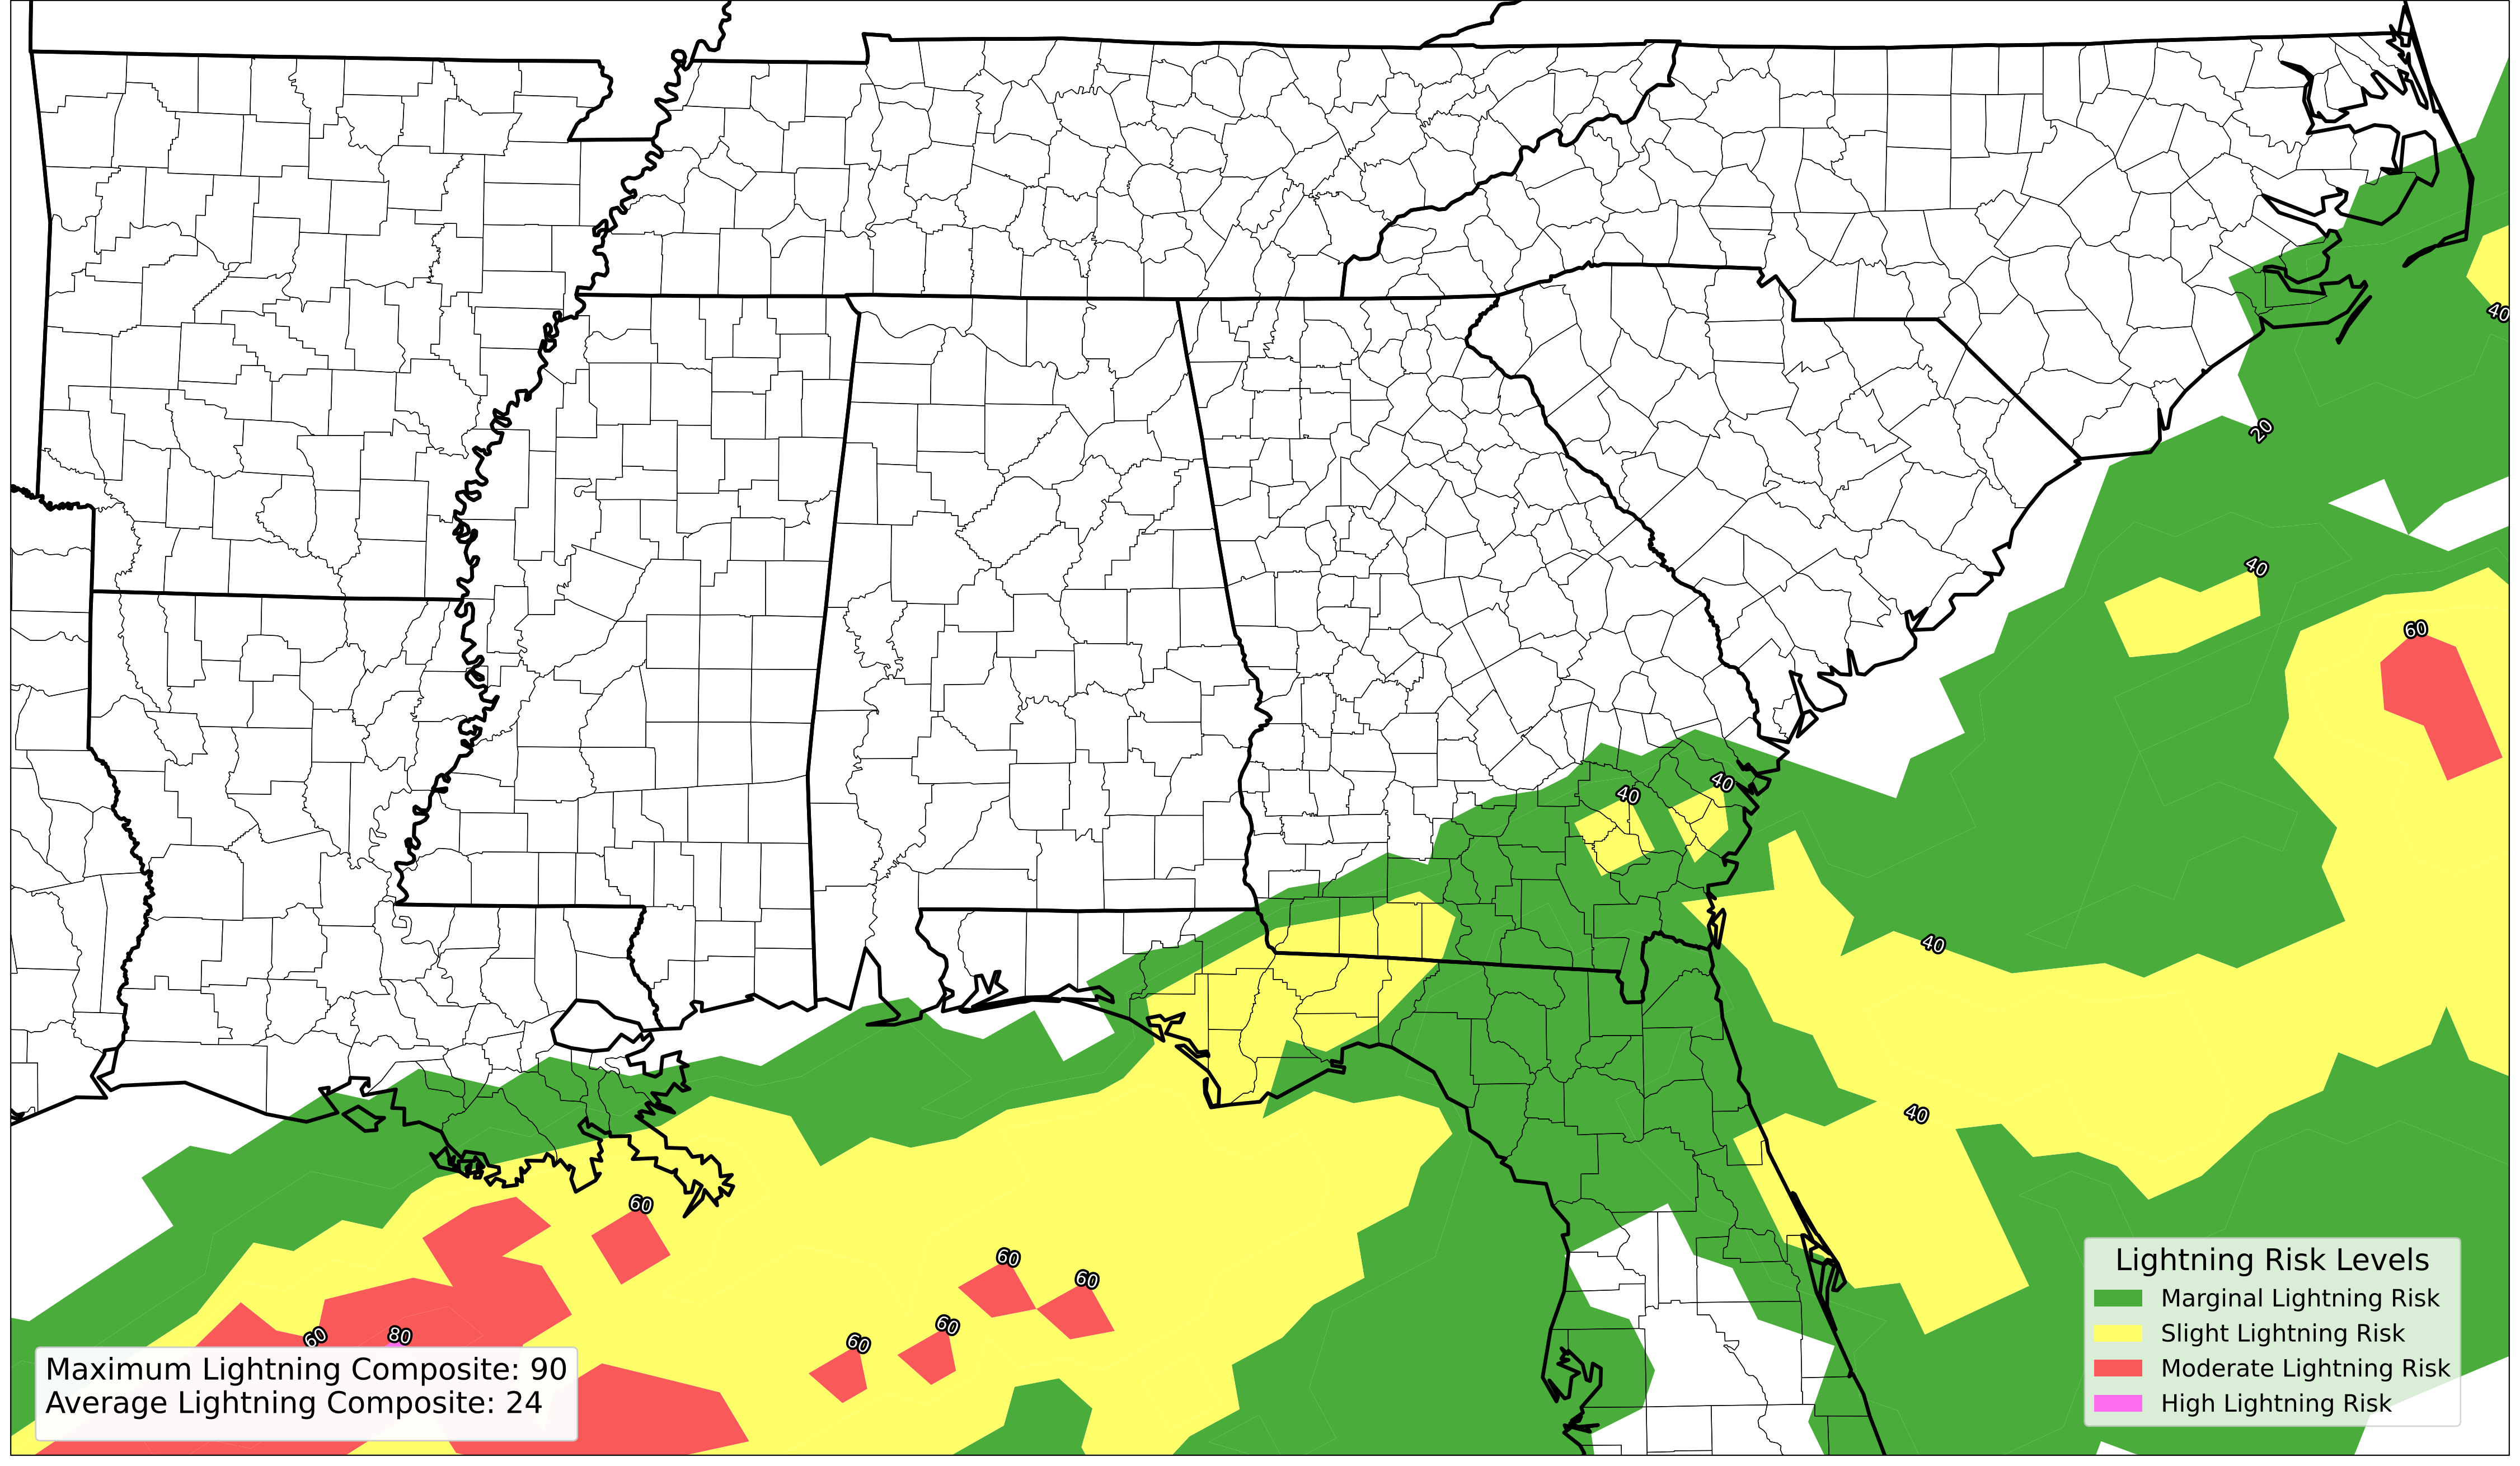 40
20
40
60
40
40
40
40
60
60
60
60
60
60
80
Maximum Lightning Composite: 90
Average Lightning Composite: 24
Lightning Risk Levels
Marginal Lightning Risk
Slight Lightning Risk
Moderate Lightning Risk
High Lightning Risk